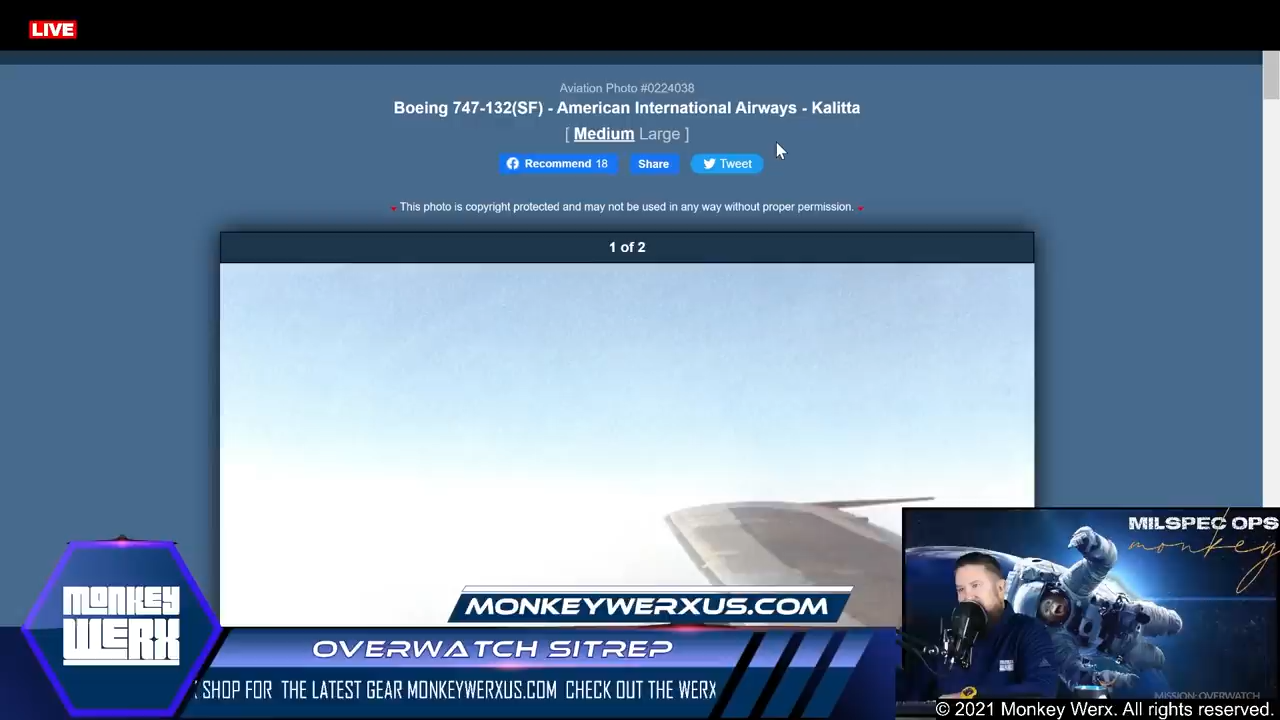 LIVE
Aviation Photo #0224038
Boeing 747-132(SF) - American International Airways - Kalitta
[ Medium Large ]
Recommend 18
Share
Tweet
This photo is copyright protected and may not be used in any way without proper permission.
1 of 2
MILSPEC OPS
monkey
MONKEYWERXUS.COM
MONKEY
WERX
OVERWATCH SITREP
SHOP FOR THE LATEST GEAR MONKEYWERXUS.COM CHECK OUT THE WERX
MISSION: OVERWATCH
© 2021 Monkey Werx. All rights reserved.